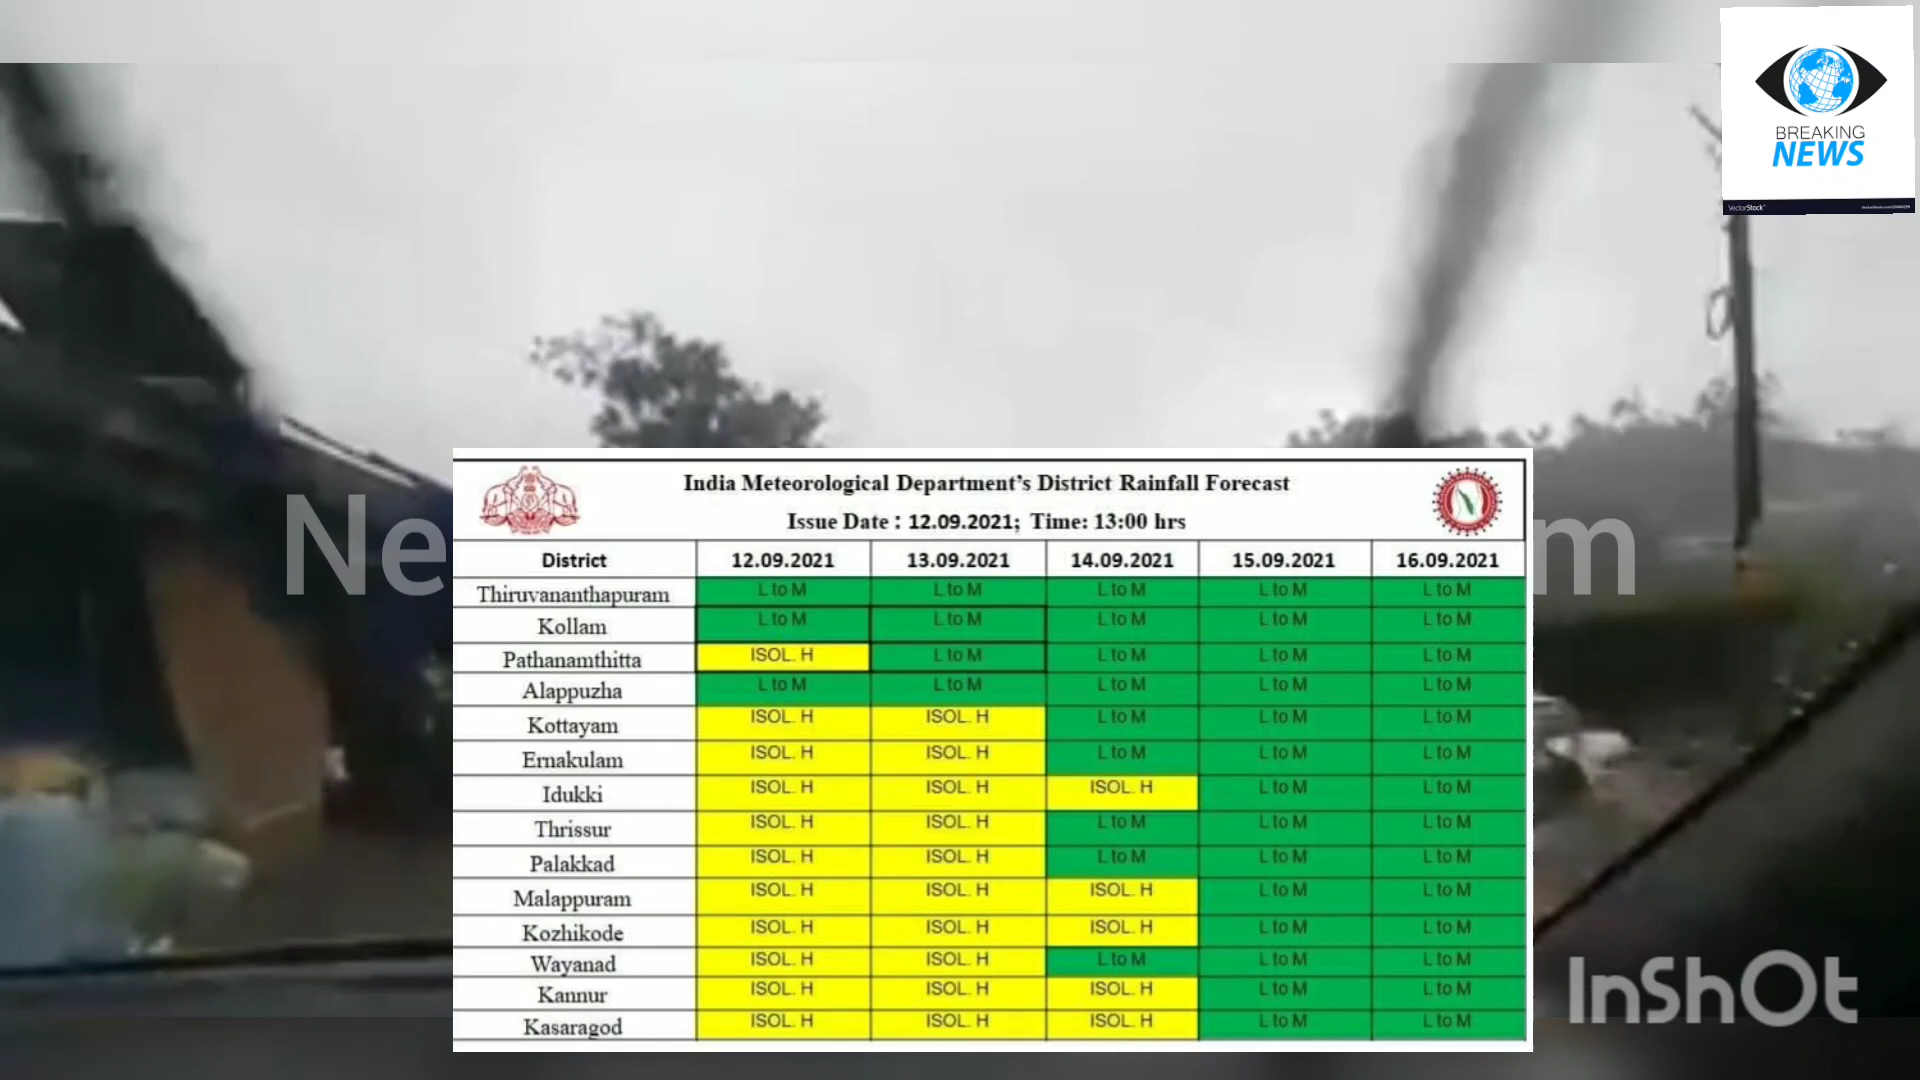 BREAKING
NEWS
VectorStock
Ne
m
India Meteorological Department's District Rainfall Forecast
Issue Date : 12.09.2021; Time: 13:00 hrs
District 12.09.2021 13.09.2021 14.09.2021 15.09.2021 16.09.2021
Thiruvananthapuram L to M L to M L to M L to M L to M
Kollam L to M L to M L to M L to M L to M
Pathanamthitta ISOL. H L to M L to M L to M L to M
Alappuzha L to M L to M L to M L to M L to M
Kottayam ISOL. H ISOL. H L to M L to M L to M
Ernakulam ISOL. H ISOL. H L to M L to M L to M
Idukki ISOL. H ISOL. H ISOL. H L to M L to M
Thrissur ISOL. H ISOL. H L to M L to M L to M
Palakkad ISOL. H ISOL. H L to M L to M L to M
Malappuram ISOL. H ISOL. H ISOL. H L to M L to M
Kozhikode ISOL. H ISOL. H ISOL. H L to M L to M
Wayanad ISOL. H ISOL. H L to M L to M L to M
Kannur ISOL. H ISOL. H ISOL. H L to M L to M
Kasaragod ISOL. H ISOL. H ISOL. H L to M L to M
InShOt